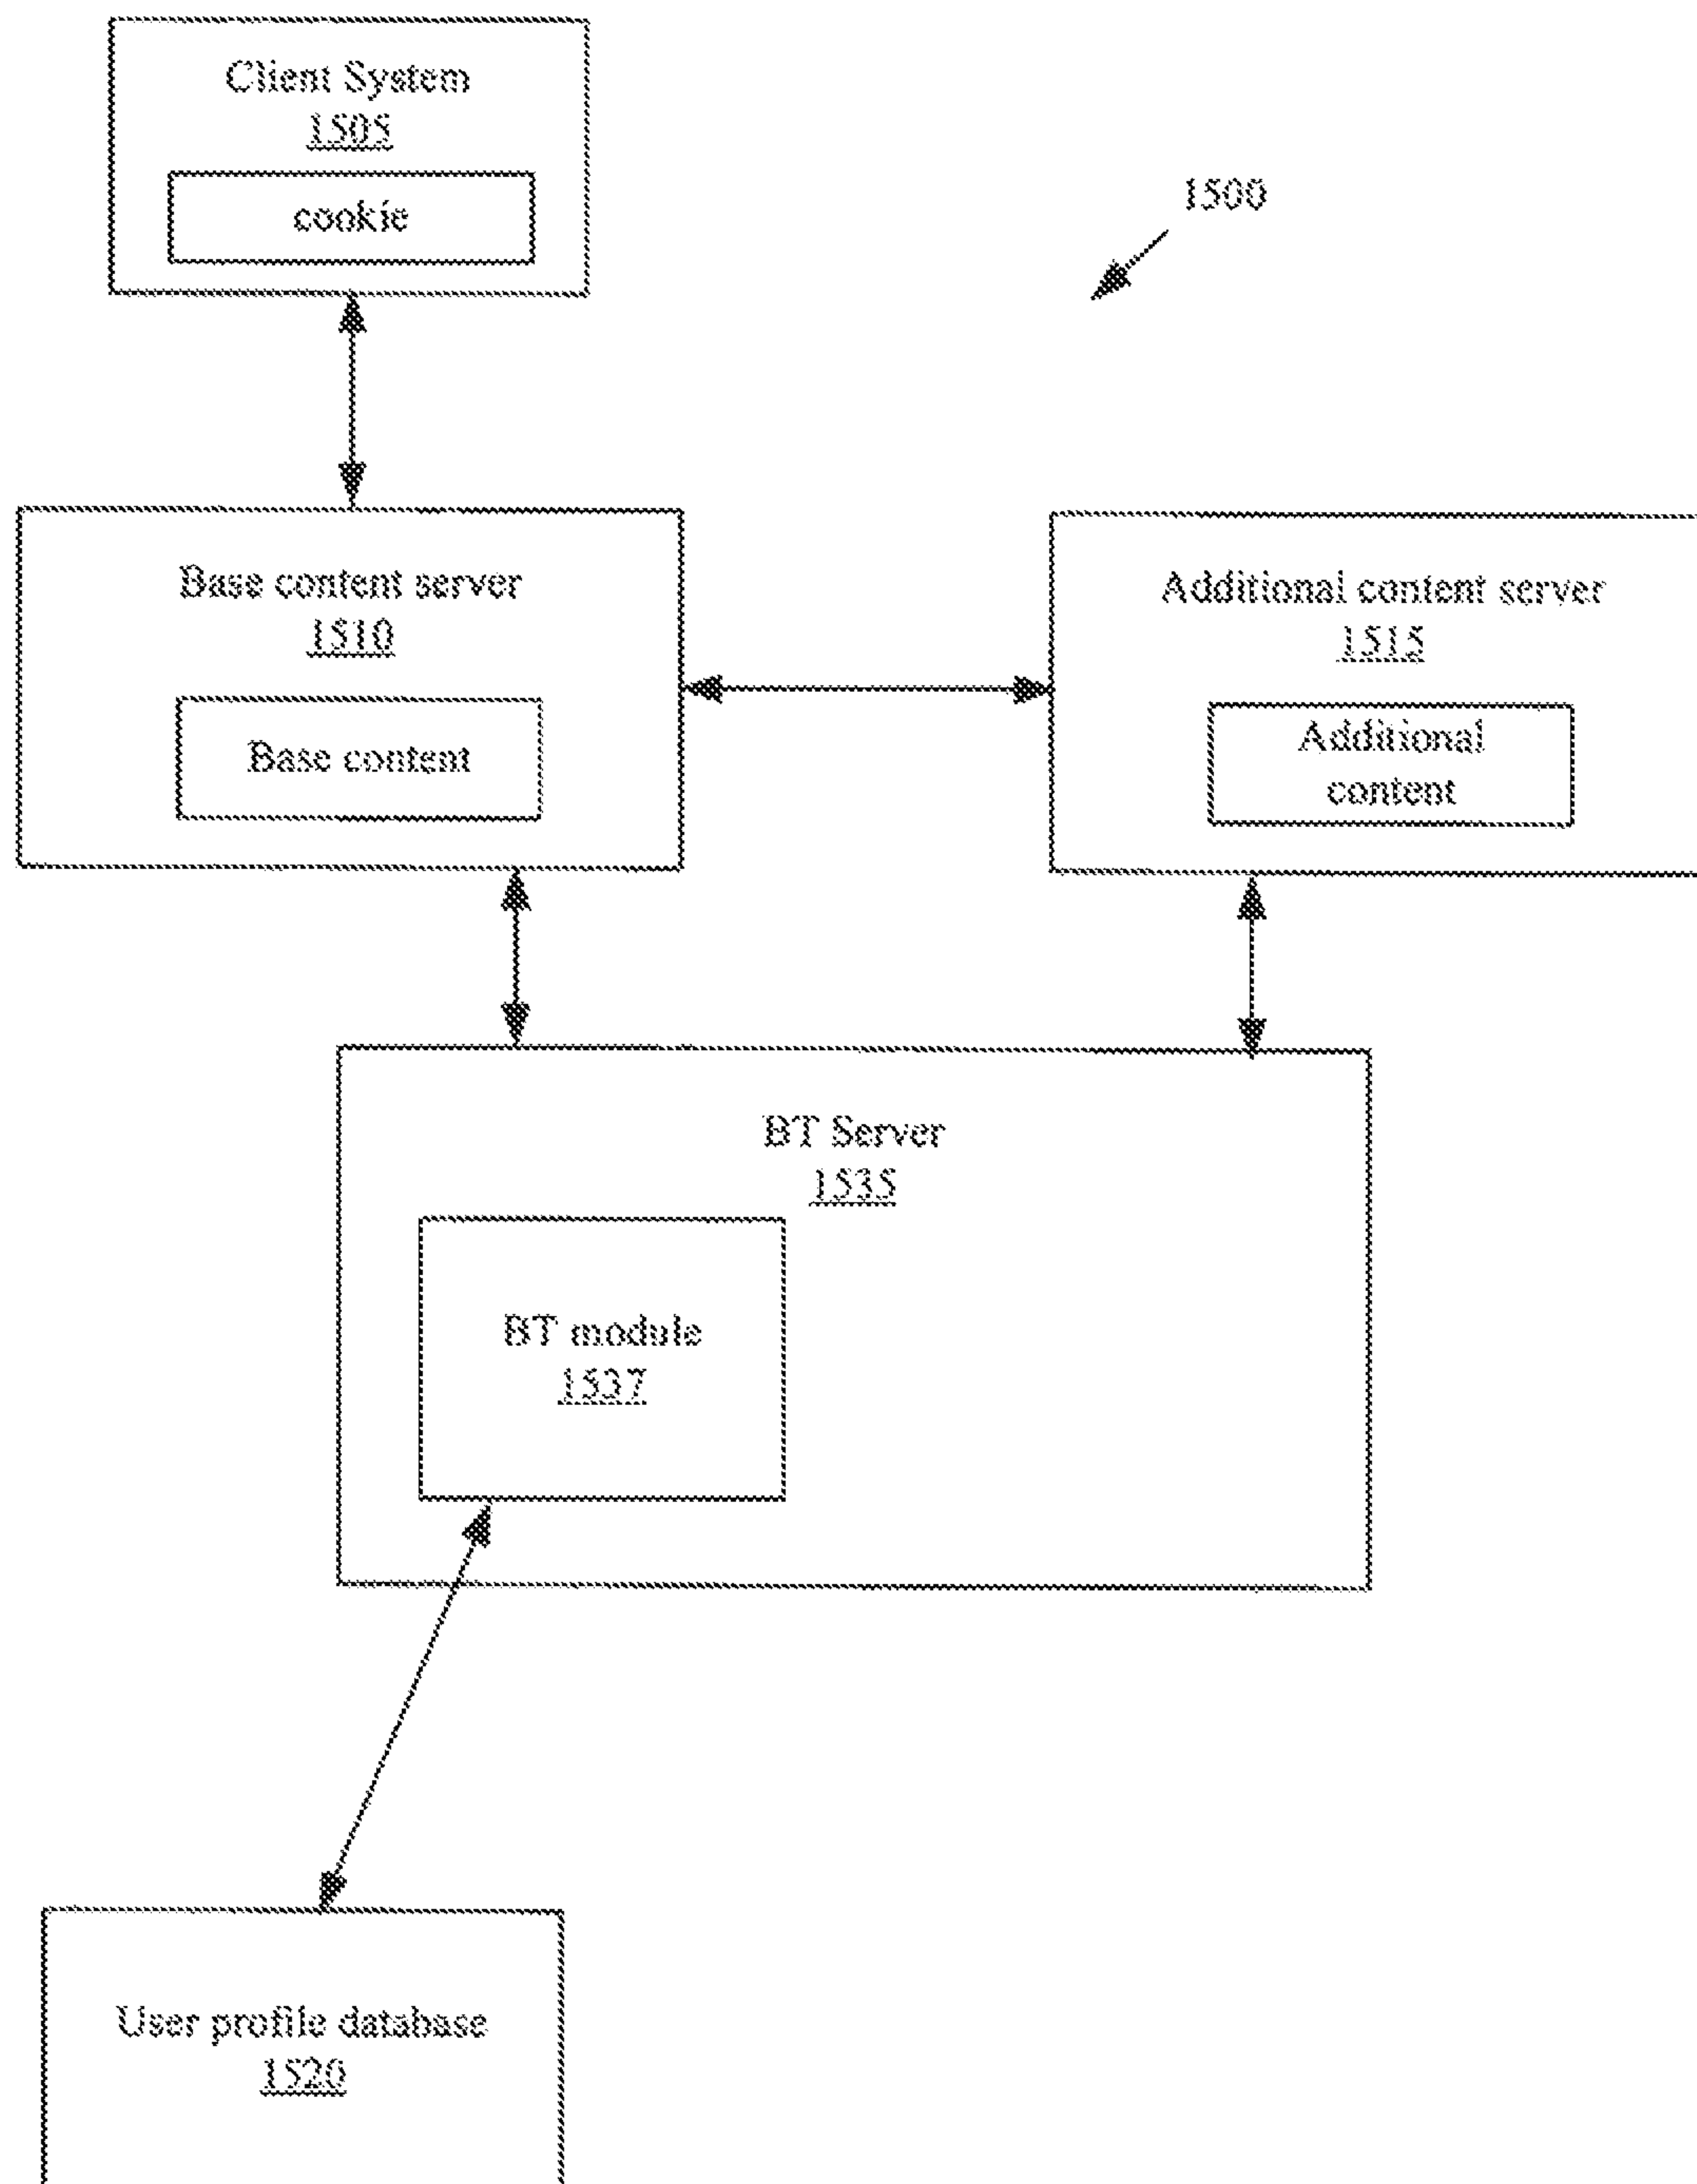 Client System
1505
cookie
1500
Base content server
1510
Base content
Additional content server
1515
Additional
content
BT Server
1535
BT module
1537
User profile database
1520